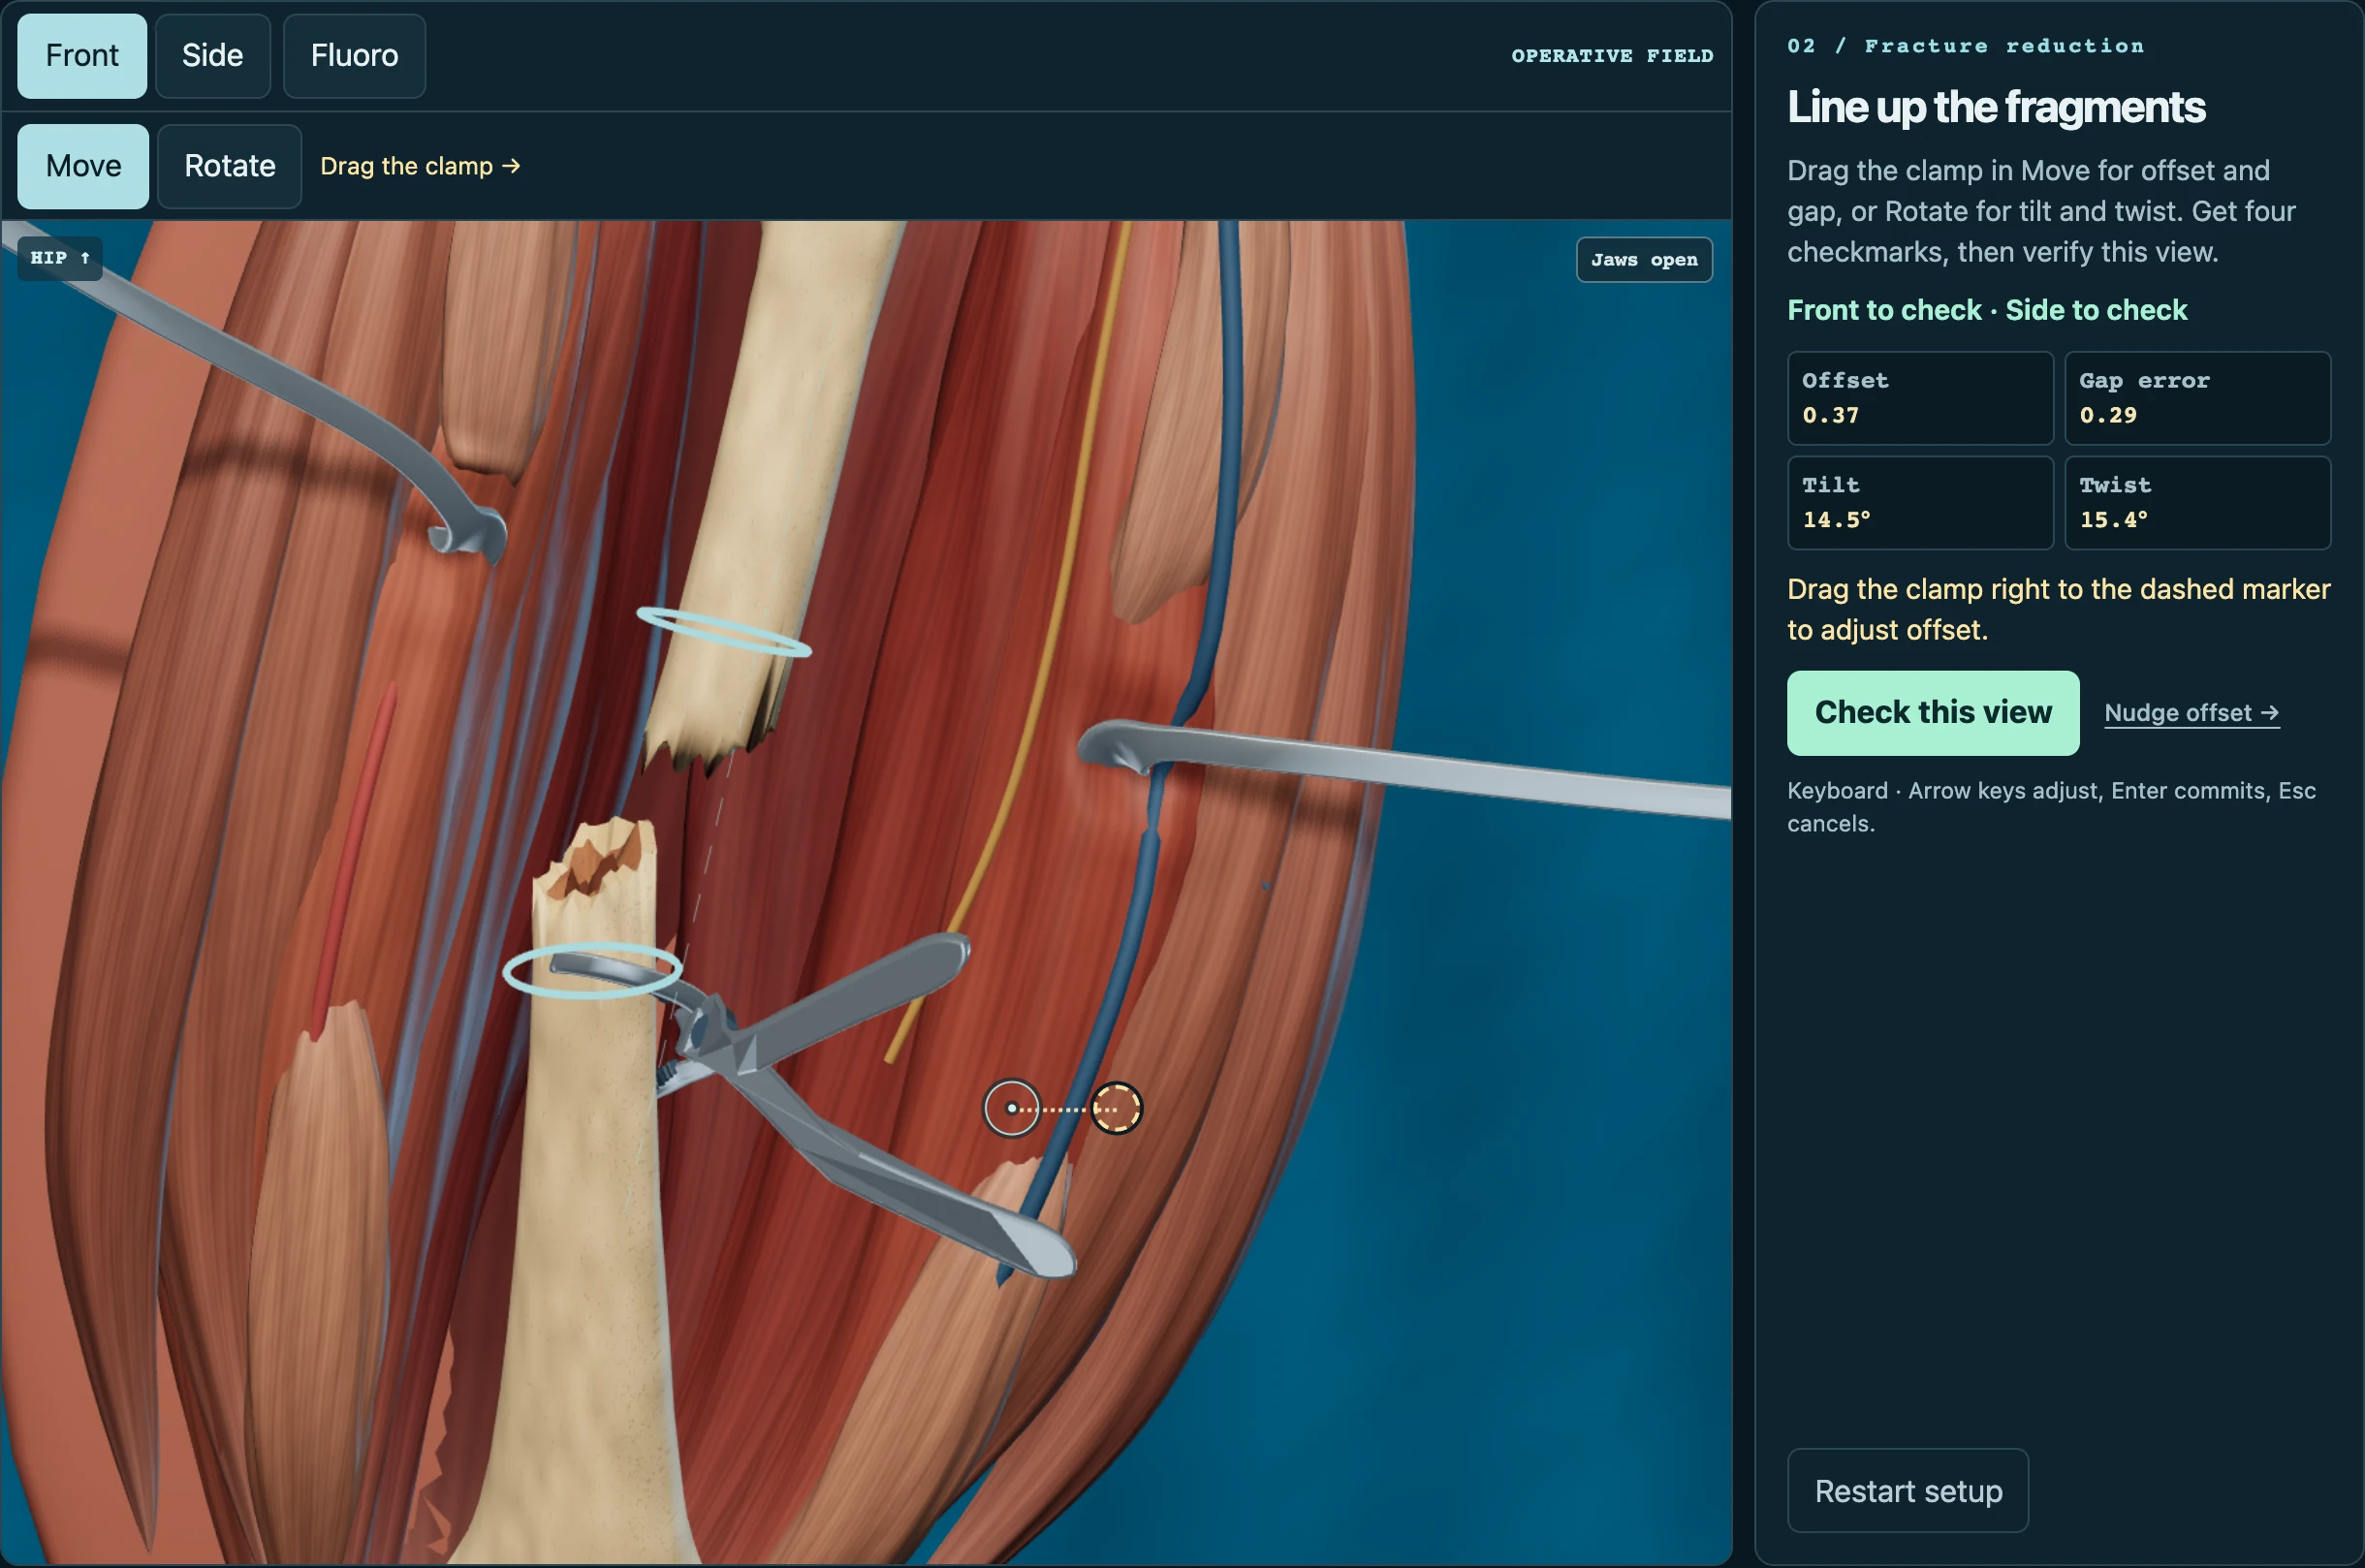 Front
Side
Fluoro
OPERATIVE FIELD
Move
Rotate
Drag the clamp →
HIP ↑
Jaws open
02 / Fracture reduction
Line up the fragments
Drag the clamp in Move for offset and
gap, or Rotate for tilt and twist. Get four
checkmarks, then verify this view.
Front to check · Side to check
Offset
0.37
Gap error
0.29
Tilt
14.5°
Twist
15.4°
Drag the clamp right to the dashed marker
to adjust offset.
Check this view
Nudge offset →
Keyboard · Arrow keys adjust, Enter commits, Esc
cancels.
Restart setup